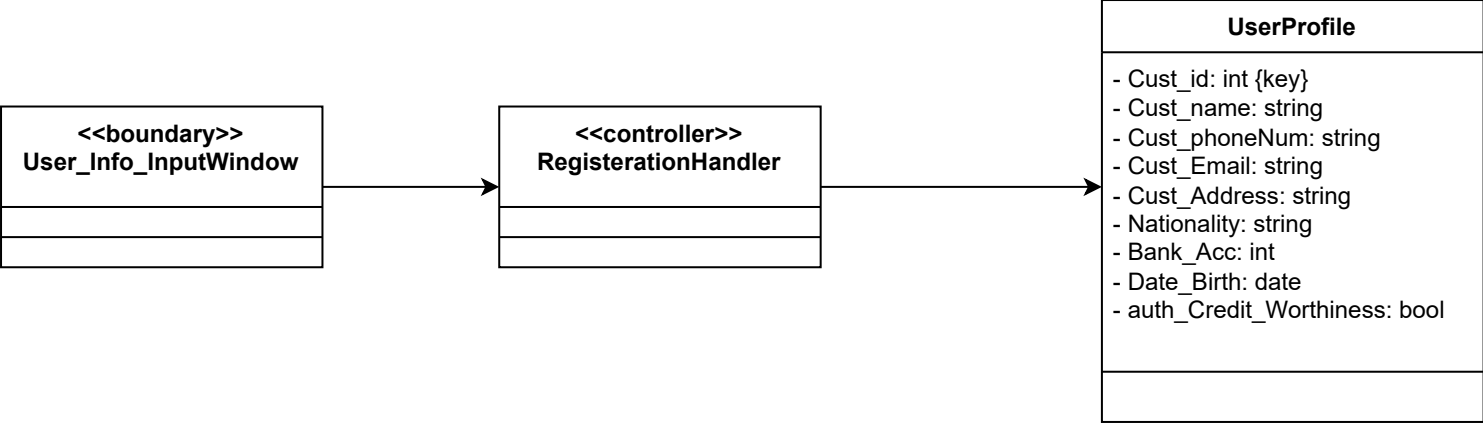 <<boundary>>
User_Info_InputWindow
<<controller>>
RegisterationHandler
UserProfile
- Cust_id: int {key}
- Cust_name: string
- Cust_phoneNum: string
- Cust_Email: string
- Cust_Address: string
- Nationality: string
- Bank_Acc: int
- Date_Birth: date
- auth_Credit_Worthiness: bool